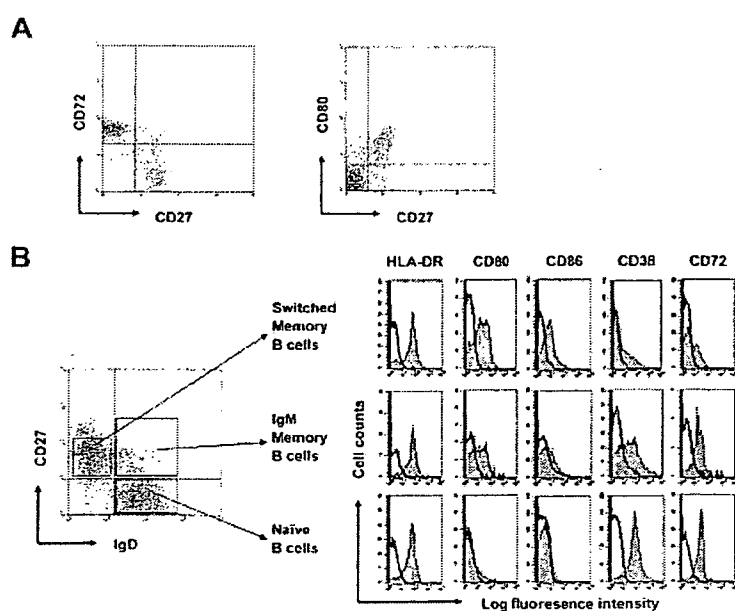 A
CD72
CD27
CD80
CD27
B
HLA-DR CD80 CD86 CD38 CD72
Switched
Memory
B cells
IgM
Memory
B cells
Naïve
B cells
CD27
IgD
Cell counts
Log fluoresence intensity